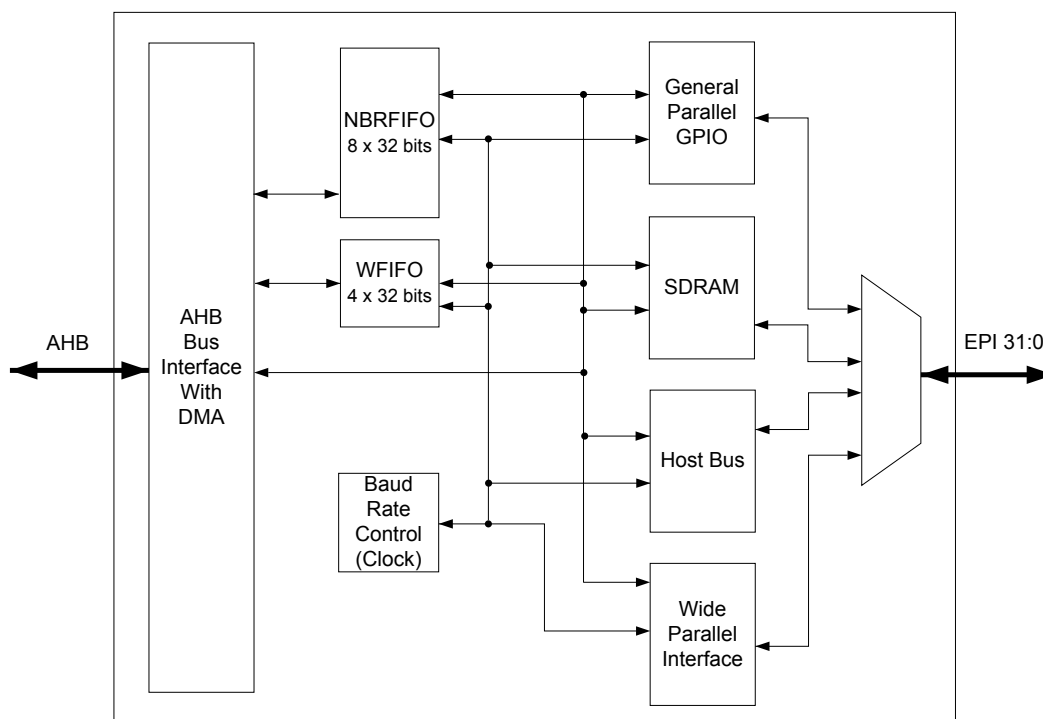 AHB
AHB
Bus
Interface
With
DMA
NBRFIFO
8 x 32 bits
WFIFO
4 x 32 bits
Baud
Rate
Control
(Clock)
General
Parallel
GPIO
SDRAM
Host Bus
Wide
Parallel
Interface
EPI 31:0